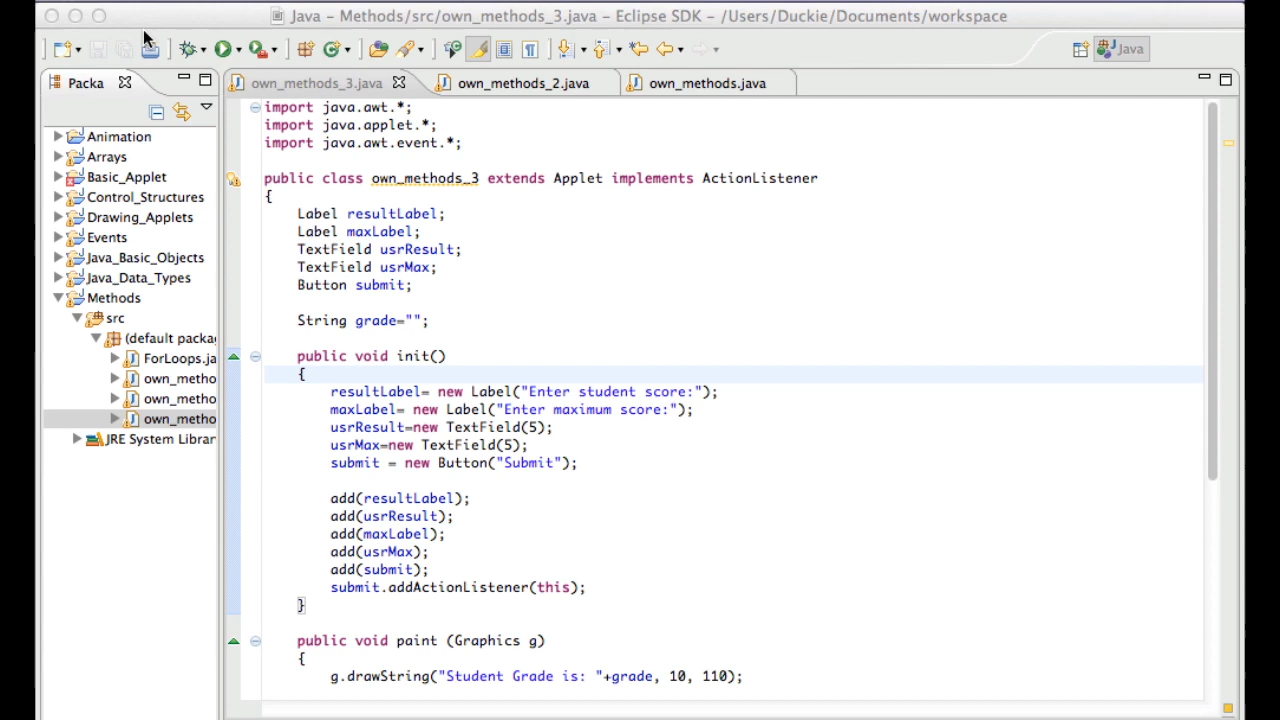 Java – Methods/src/own_methods_3.java – Eclipse SDK – /Users/Duckie/Documents/workspace
Java
Packa
own_methods_3.java
own_methods_2.java
own_methods.java
Animation
Arrays
Basic_Applet
Control_Structures
Drawing_Applets
Events
Java_Basic_Objects
Java_Data_Types
Methods
src
(default packa
ForLoops.ja
own_metho
own_metho
own_metho
JRE System Librar
import java.awt.*;
import java.applet.*;
import java.awt.event.*;
public class own_methods_3 extends Applet implements ActionListener
{
Label resultLabel;
Label maxLabel;
TextField usrResult;
TextField usrMax;
Button submit;
String grade="";
public void init()
{
resultLabel= new Label("Enter student score:");
maxLabel= new Label("Enter maximum score:");
usrResult=new TextField(5);
usrMax=new TextField(5);
submit = new Button("Submit");
add(resultLabel);
add(usrResult);
add(maxLabel);
add(usrMax);
add(submit);
submit.addActionListener(this);
}
public void paint (Graphics g)
{
g.drawString("Student Grade is: "+grade, 10, 110);